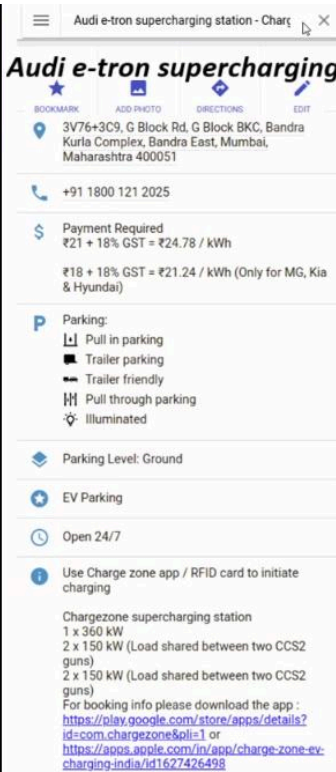 Audi e-tron supercharging station - Charg
Audi e-tron supercharging
BOOKMARK ADD PHOTO DIRECTIONS EDIT
3V76+3C9, G Block Rd, G Block BKC, Bandra
Kurla Complex, Bandra East, Mumbai,
Maharashtra 400051
+91 1800 121 2025
Payment Required
₹21 + 18% GST = ₹24.78 / kWh
₹18 + 18% GST = ₹21.24 / kWh (Only for MG, Kia
& Hyundai)
Parking:
Pull in parking
Trailer parking
Trailer friendly
Pull through parking
Illuminated
Parking Level: Ground
EV Parking
Open 24/7
Use Charge zone app / RFID card to initiate
charging
Chargezone supercharging station
1 x 360 kW
2 x 150 kW (Load shared between two CCS2
guns)
2 x 150 kW (Load shared between two CCS2
guns)
For booking info please download the app :
https://play.google.com/store/apps/details?
id=com.chargezone&pli=1 or
https://apps.apple.com/in/app/charge-zone-ev-
charging-india/id1627426498